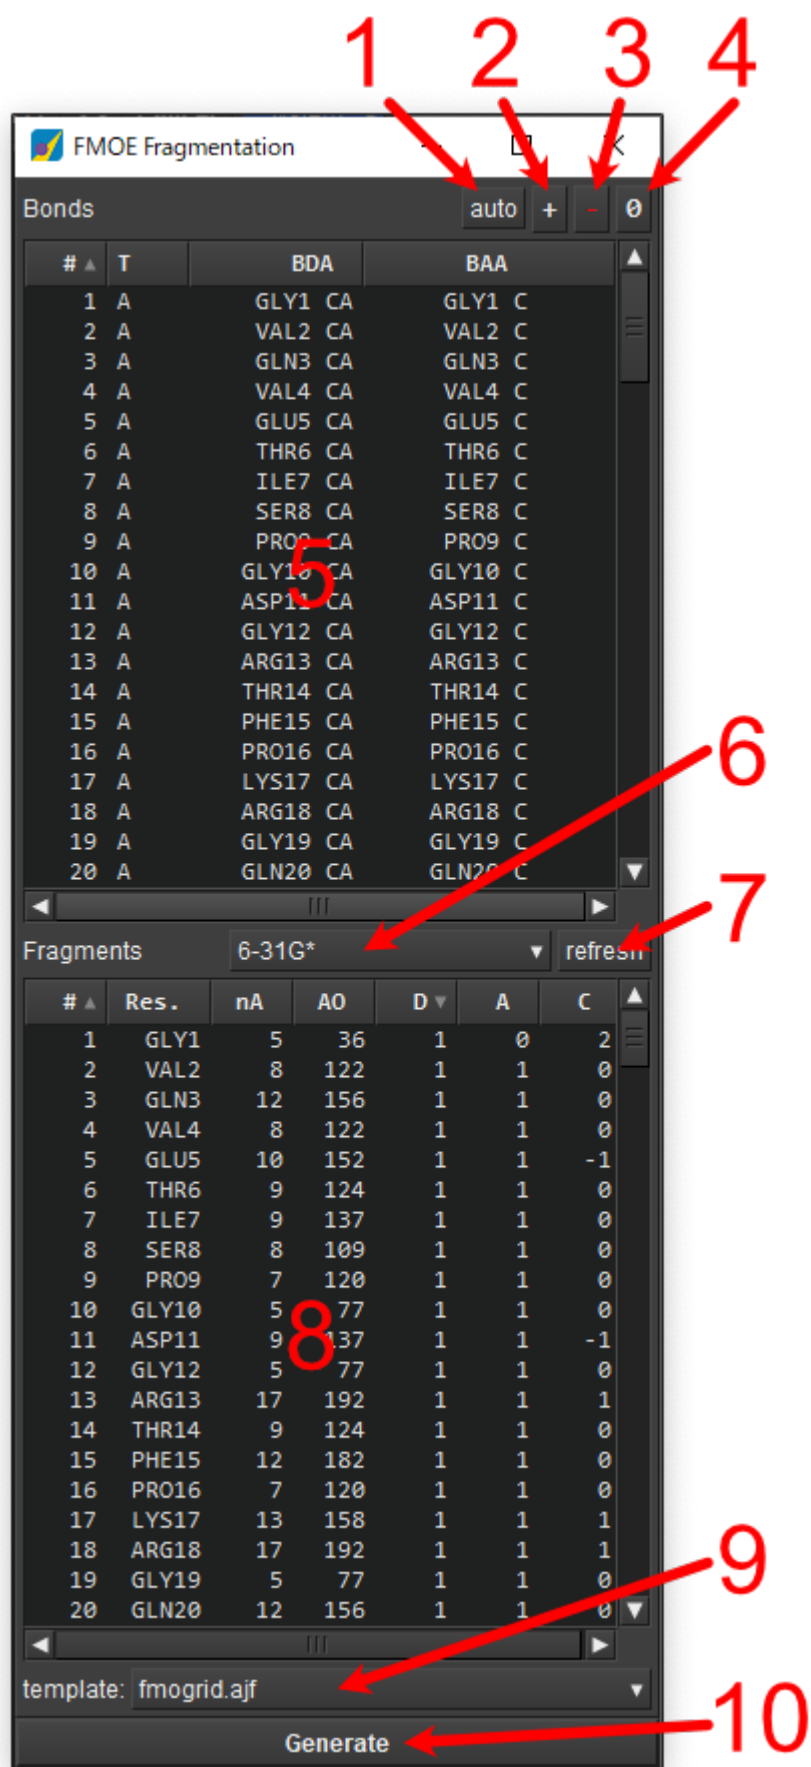 1 2 3 4
FMOE Fragmentation
Bonds auto + - 0
# T BDA BAA
1 A GLY1 CA GLY1 C
2 A VAL2 CA VAL2 C
3 A GLN3 CA GLN3 C
4 A VAL4 CA VAL4 C
5 A GLU5 CA GLU5 C
6 A THR6 CA THR6 C
7 A ILE7 CA ILE7 C
8 A SER8 CA SER8 C
9 A PRO9 CA PRO9 C
10 A GLY10 CA GLY10 C
5
11 A ASP11 CA ASP11 C
12 A GLY12 CA GLY12 C
13 A ARG13 CA ARG13 C
14 A THR14 CA THR14 C
15 A PHE15 CA PHE15 C
16 A PRO16 CA PRO16 C
6
17 A LYS17 CA LYS17 C
18 A ARG18 CA ARG18 C
19 A GLY19 CA GLY19 C
20 A GLN20 CA GLN20 C
7
Fragments 6-31G* refresh
# Res. nA AO D A C
1 GLY1 5 36 1 0 2
2 VAL2 8 122 1 1 0
3 GLN3 12 156 1 1 0
4 VAL4 8 122 1 1 0
5 GLU5 10 152 1 1 -1
6 THR6 9 124 1 1 0
7 ILE7 9 137 1 1 0
8 SER8 8 109 1 1 0
9 PRO9 7 120 1 1 0
10 GLY10 5 77 1 1 0
8
11 ASP11 9 137 1 1 -1
12 GLY12 5 77 1 1 0
13 ARG13 17 192 1 1 1
14 THR14 9 124 1 1 0
15 PHE15 12 182 1 1 0
16 PRO16 7 120 1 1 0
17 LYS17 13 158 1 1 1
18 ARG18 17 192 1 1 1
9
19 GLY19 5 77 1 1 0
20 GLN20 12 156 1 1 0
template: fmogrid.ajf
10
Generate